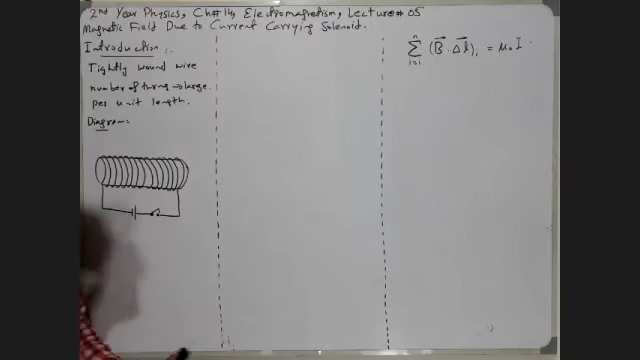 2nd Year Physics, Ch#14, Electromagnetism, Lecture#05
Magnetic Field Due to Current Carrying Solenoid.
Introduction:
Tightly wound wire
number of turns → large.
per unit length.
Diagram:
n
∑ (B⃗ · Δl⃗)ᵢ = μ₀ I
i=1